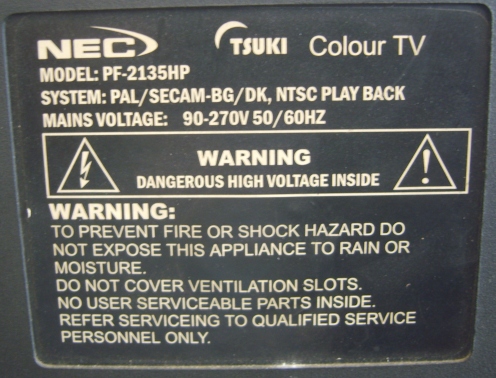 NEC TSUKI Colour TV
MODEL: PF-2135HP
SYSTEM: PAL/SECAM-BG/DK, NTSC PLAY BACK
MAINS VOLTAGE: 90-270V 50/60HZ
WARNING
DANGEROUS HIGH VOLTAGE INSIDE
WARNING:
TO PREVENT FIRE OR SHOCK HAZARD DO
NOT EXPOSE THIS APPLIANCE TO RAIN OR
MOISTURE.
DO NOT COVER VENTILATION SLOTS.
NO USER SERVICEABLE PARTS INSIDE.
REFER SERVICEING TO QUALIFIED SERVICE
PERSONNEL ONLY.